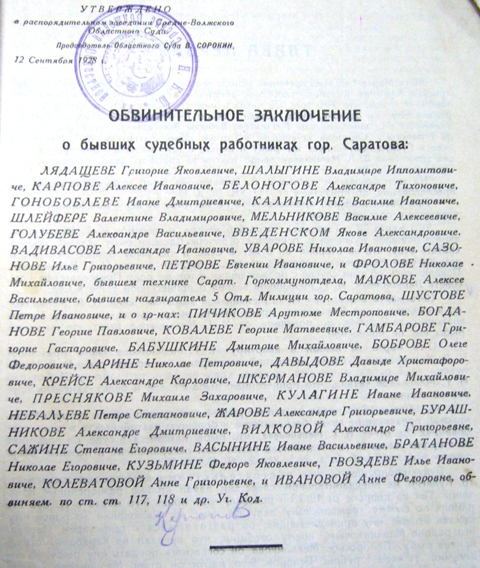 УТВЕРЖДЕНО
в распорядительном заседании Средне-Волжского
Областного Суда.
Председатель Областного Суда В. СОРОКИН.
12 Сентября 1928 г.
ОБВИНИТЕЛЬНОЕ ЗАКЛЮЧЕНИЕ
о бывших судебных работниках гор. Саратова:
ЛЯДАЩЕВЕ Григорие Яковлевиче, ШАЛЫГИНЕ Владимире Ипполитови-
че, КАРПОВЕ Алексее Ивановиче, БЕЛОНОГОВЕ Александре Тихоновиче,
ГОНОБОБЛЕВЕ Иване Дмитриевиче, КАЛИНКИНЕ Василие Ивановиче,
ШЛЕЙФЕРЕ Валентине Владимировиче, МЕЛЬНИКОВЕ Василие Алексеевиче,
ГОЛУБЕВЕ Александре Васильевиче, ВВЕДЕНСКОМ Якове Александровиче,
ВАДИВАСОВЕ Александре Ивановиче, УВАРОВЕ Николае Ивановиче, САЗО-
НОВЕ Илье Григорьевиче, ПЕТРОВЕ Евгении Ивановиче, и ФРОЛОВЕ Николае
Михайловиче, бывшем технике Сарат. Горкоммунотдела, МАРКОВЕ Алексее
Васильевиче, бывшем надзирателе 5 Отд. Милиции гор. Саратова, ШУСТОВЕ
Петре Ивановиче, и о гр-нах: ПИЧИКОВЕ Арутюме Местроповиче, БОГДА-
НОВЕ Георгие Павловиче, КОВАЛЕВЕ Георгие Матвеевиче, ГАМБАРОВЕ Гри-
горие Гаспаровиче, БАБУШКИНЕ Дмитрие Михайловиче, БОБРОВЕ Олеге
Федоровиче, ЛАРИНЕ Николае Петровиче, ДАВЫДОВЕ Давыде Христафоро-
виче, КРЕЙСЕ Александре Карловиче, ШКЕРМАНОВЕ Владимире Михайлови-
че, ПРЕСНЯКОВЕ Михаиле Захаровиче, КУЛАГИНЕ Иване Ивановиче,
НЕБАЛУЕВЕ Петре Степановиче, ЖАРОВЕ Александре Григорьевиче, БУРАШ-
НИКОВЕ Александре Дмитриевиче, ВИЛКОВОЙ Александре Григорьевне,
САЖИНЕ Степане Егоровиче, ВАСЫНИНЕ Иване Васильевиче, БРАТАНОВЕ
Николае Егоровиче, КУЗЬМИНЕ Федоре Яковлевиче, ГВОЗДЕВЕ Илье Ивано-
виче, КОЛЕВАТОВОЙ Анне Григорьевне, и ИВАНОВОЙ Анне Федоровне, об-
виняем. по ст. ст. 117, 118 и др. Уг. Код.